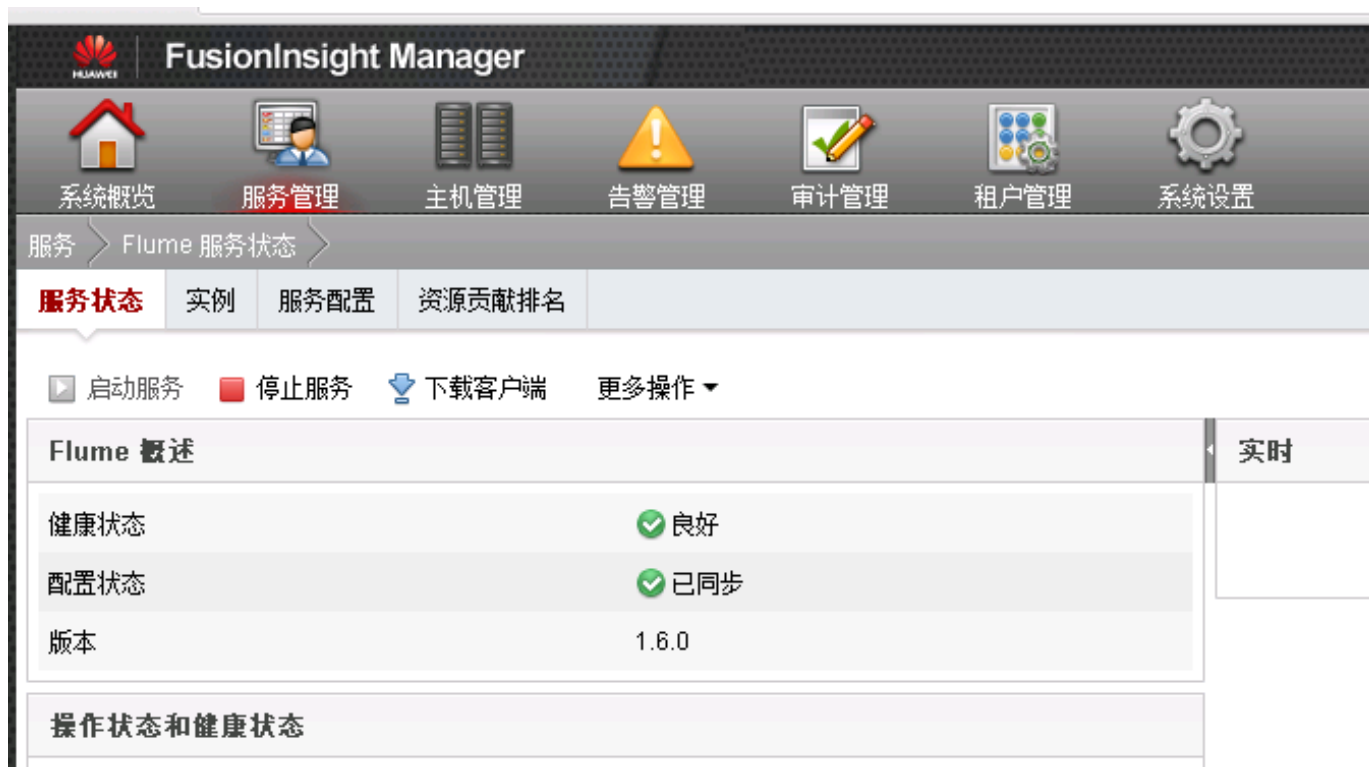 HUAWEI FusionInsight Manager
系统概览 服务管理 主机管理 告警管理 审计管理 租户管理 系统设置
服务 Flume 服务状态
服务状态 实例 服务配置 资源贡献排名
启动服务 停止服务 下载客户端 更多操作
Flume 概述 实时
健康状态 良好
配置状态 已同步
版本 1.6.0
操作状态和健康状态